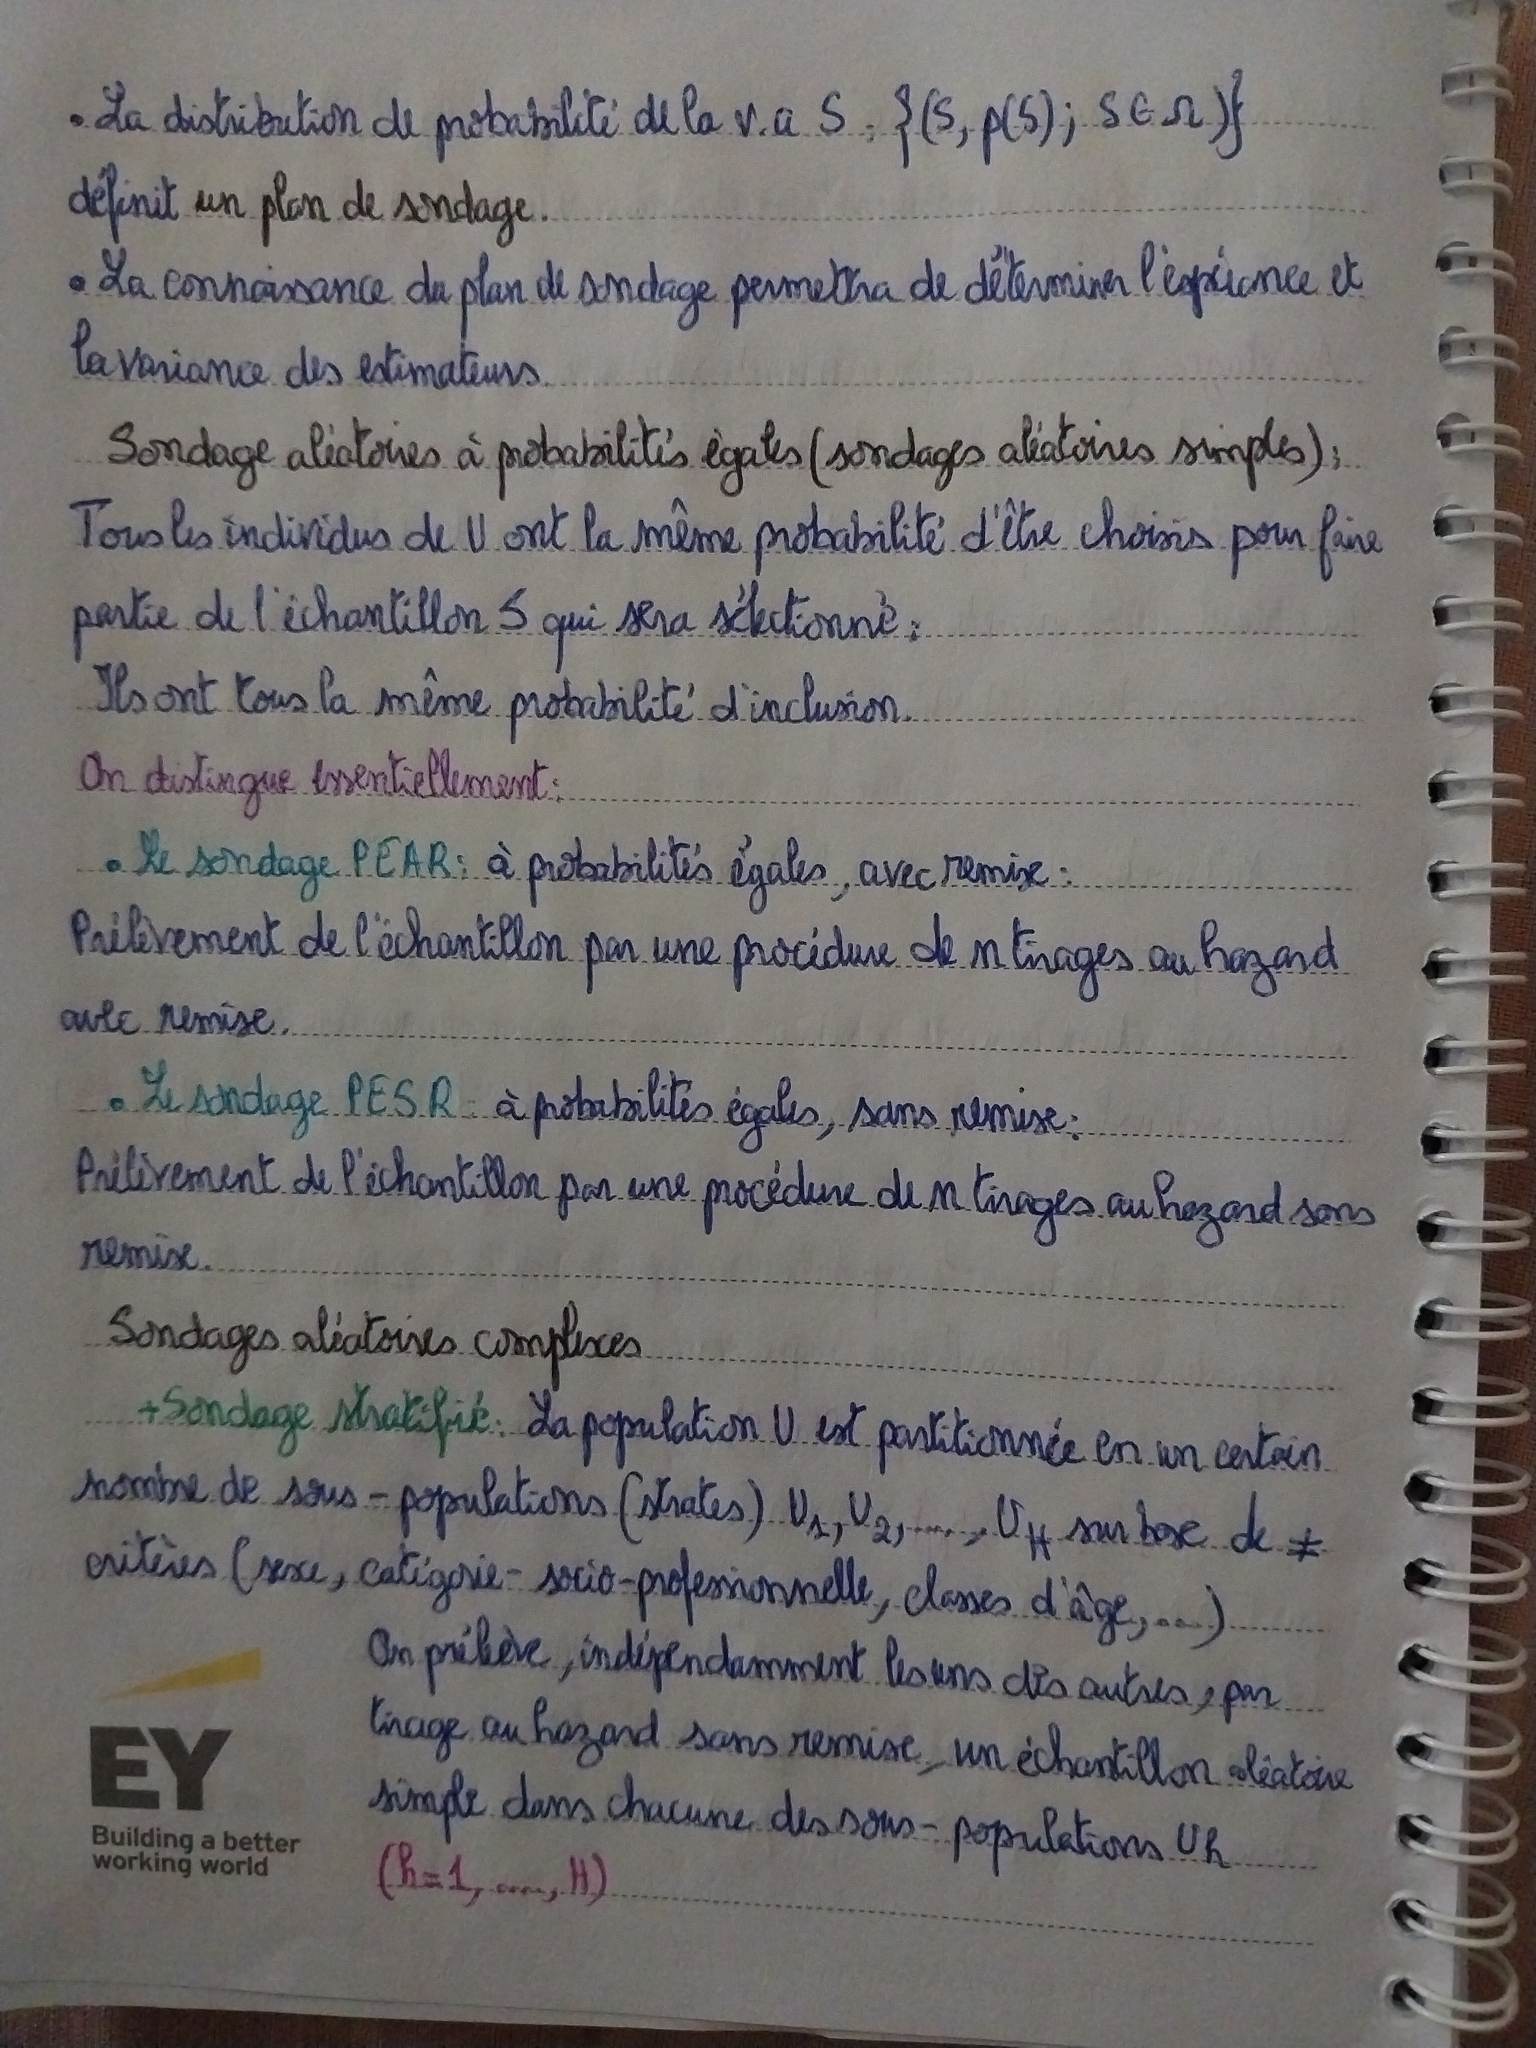 • La distribution de probabilité de la v.a S : {(S, p(S); S ∈ Ω)}
définit un plan de sondage.
• La connaissance du plan de sondage permettra de déterminer l'espérance et
la variance des estimateurs.
Sondage aléatoires à probabilités égales (sondages aléatoires simples) :
Tous les individus de U ont la même probabilité d'être choisis pour faire
partie de l'échantillon S qui sera sélectionné :
Ils ont tous la même probabilité d'inclusion.
On distingue essentiellement :
• Le sondage PEAR : à probabilités égales, avec remise :
Prélèvement de l'échantillon par une procédure de n tirages au hazard
avec remise.
• Le sondage PESR : à probabilités égales, sans remise :
Prélèvement de l'échantillon par une procédure de n tirages au hazard sans
remise.
Sondages aléatoires complexes
+ Sondage stratifié : La population U est partitionnée en un certain
nombre de sous-populations (strates) U1, U2, ...., UH sur base de ≠
critères (sexe, catégorie-socio-professionnelle, classes d'âge, ....)
On prélève, indépendamment les uns des autres, par
tirage au hazard sans remise, un échantillon aléatoire
simple dans chacune des sous-populations Uh
(h=1, ...., H)
EY
Building a better
working world